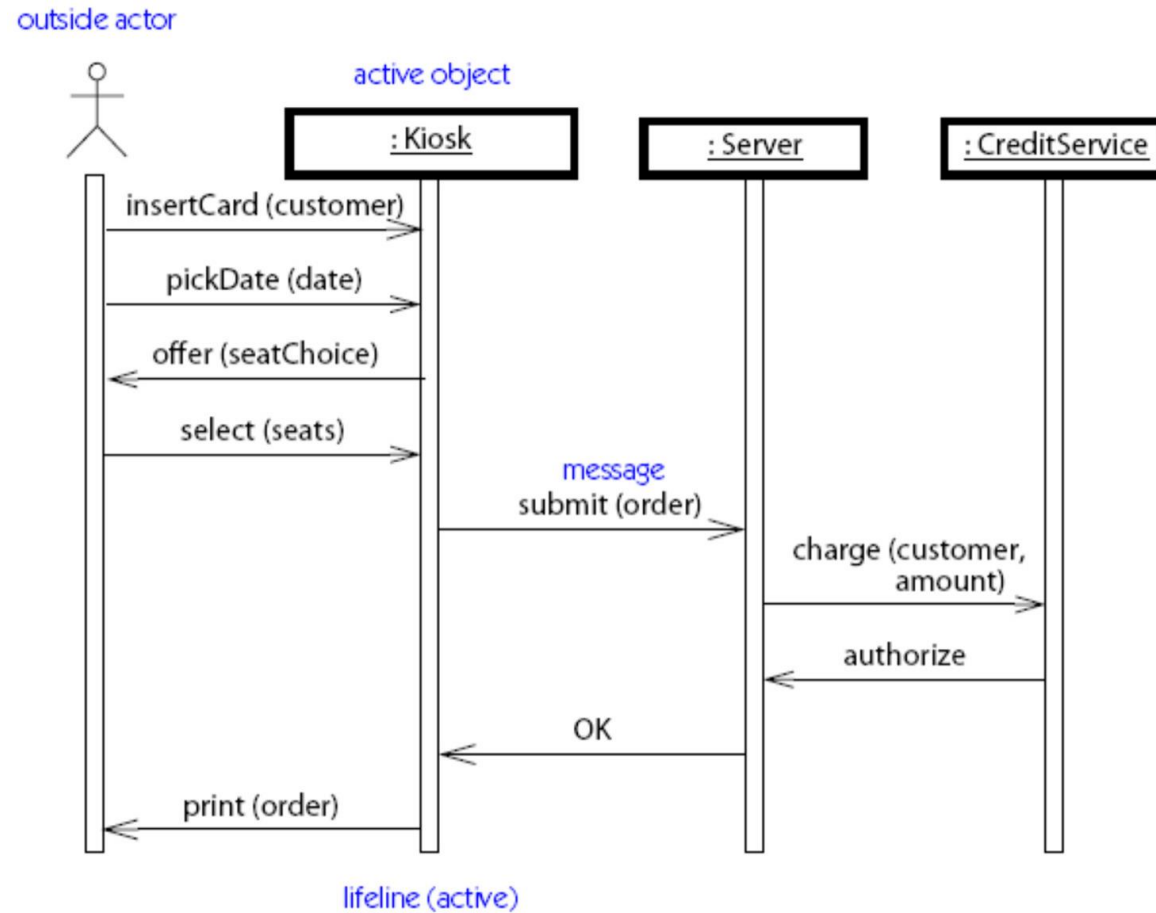 outside actor
active object
: Kiosk
: Server
: CreditService
insertCard (customer)
pickDate (date)
offer (seatChoice)
select (seats)
message
submit (order)
charge (customer,
amount)
authorize
OK
print (order)
lifeline (active)